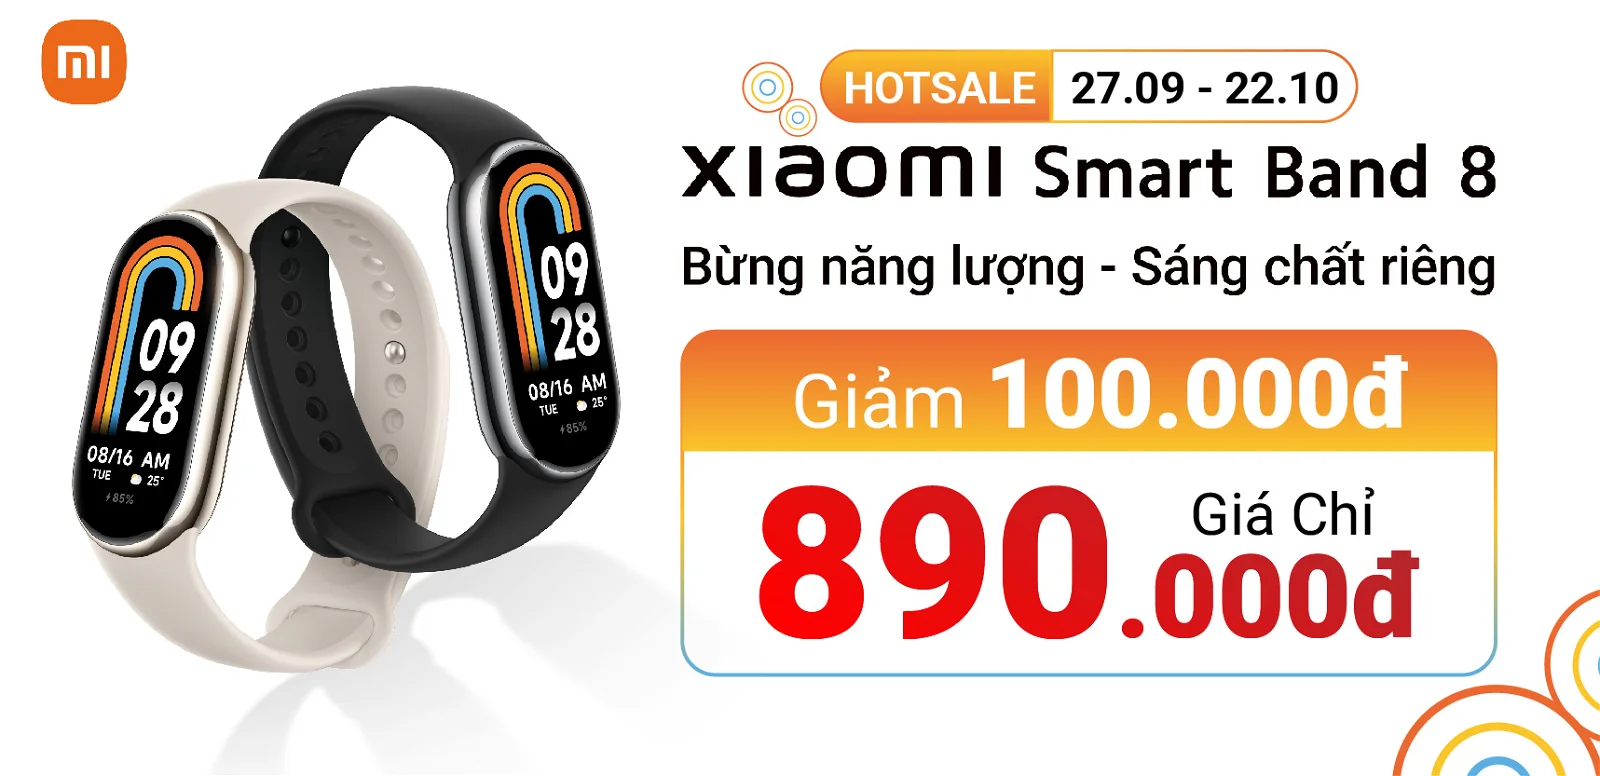 mi
HOTSALE 27.09 - 22.10
xiaomi Smart Band 8
Bừng năng lượng - Sáng chất riêng
Giảm 100.000đ
Giá Chỉ
890.000đ
09
28
08/16 AM
TUE 25°
85%
09
28
08/16 AM
TUE 25°
85%